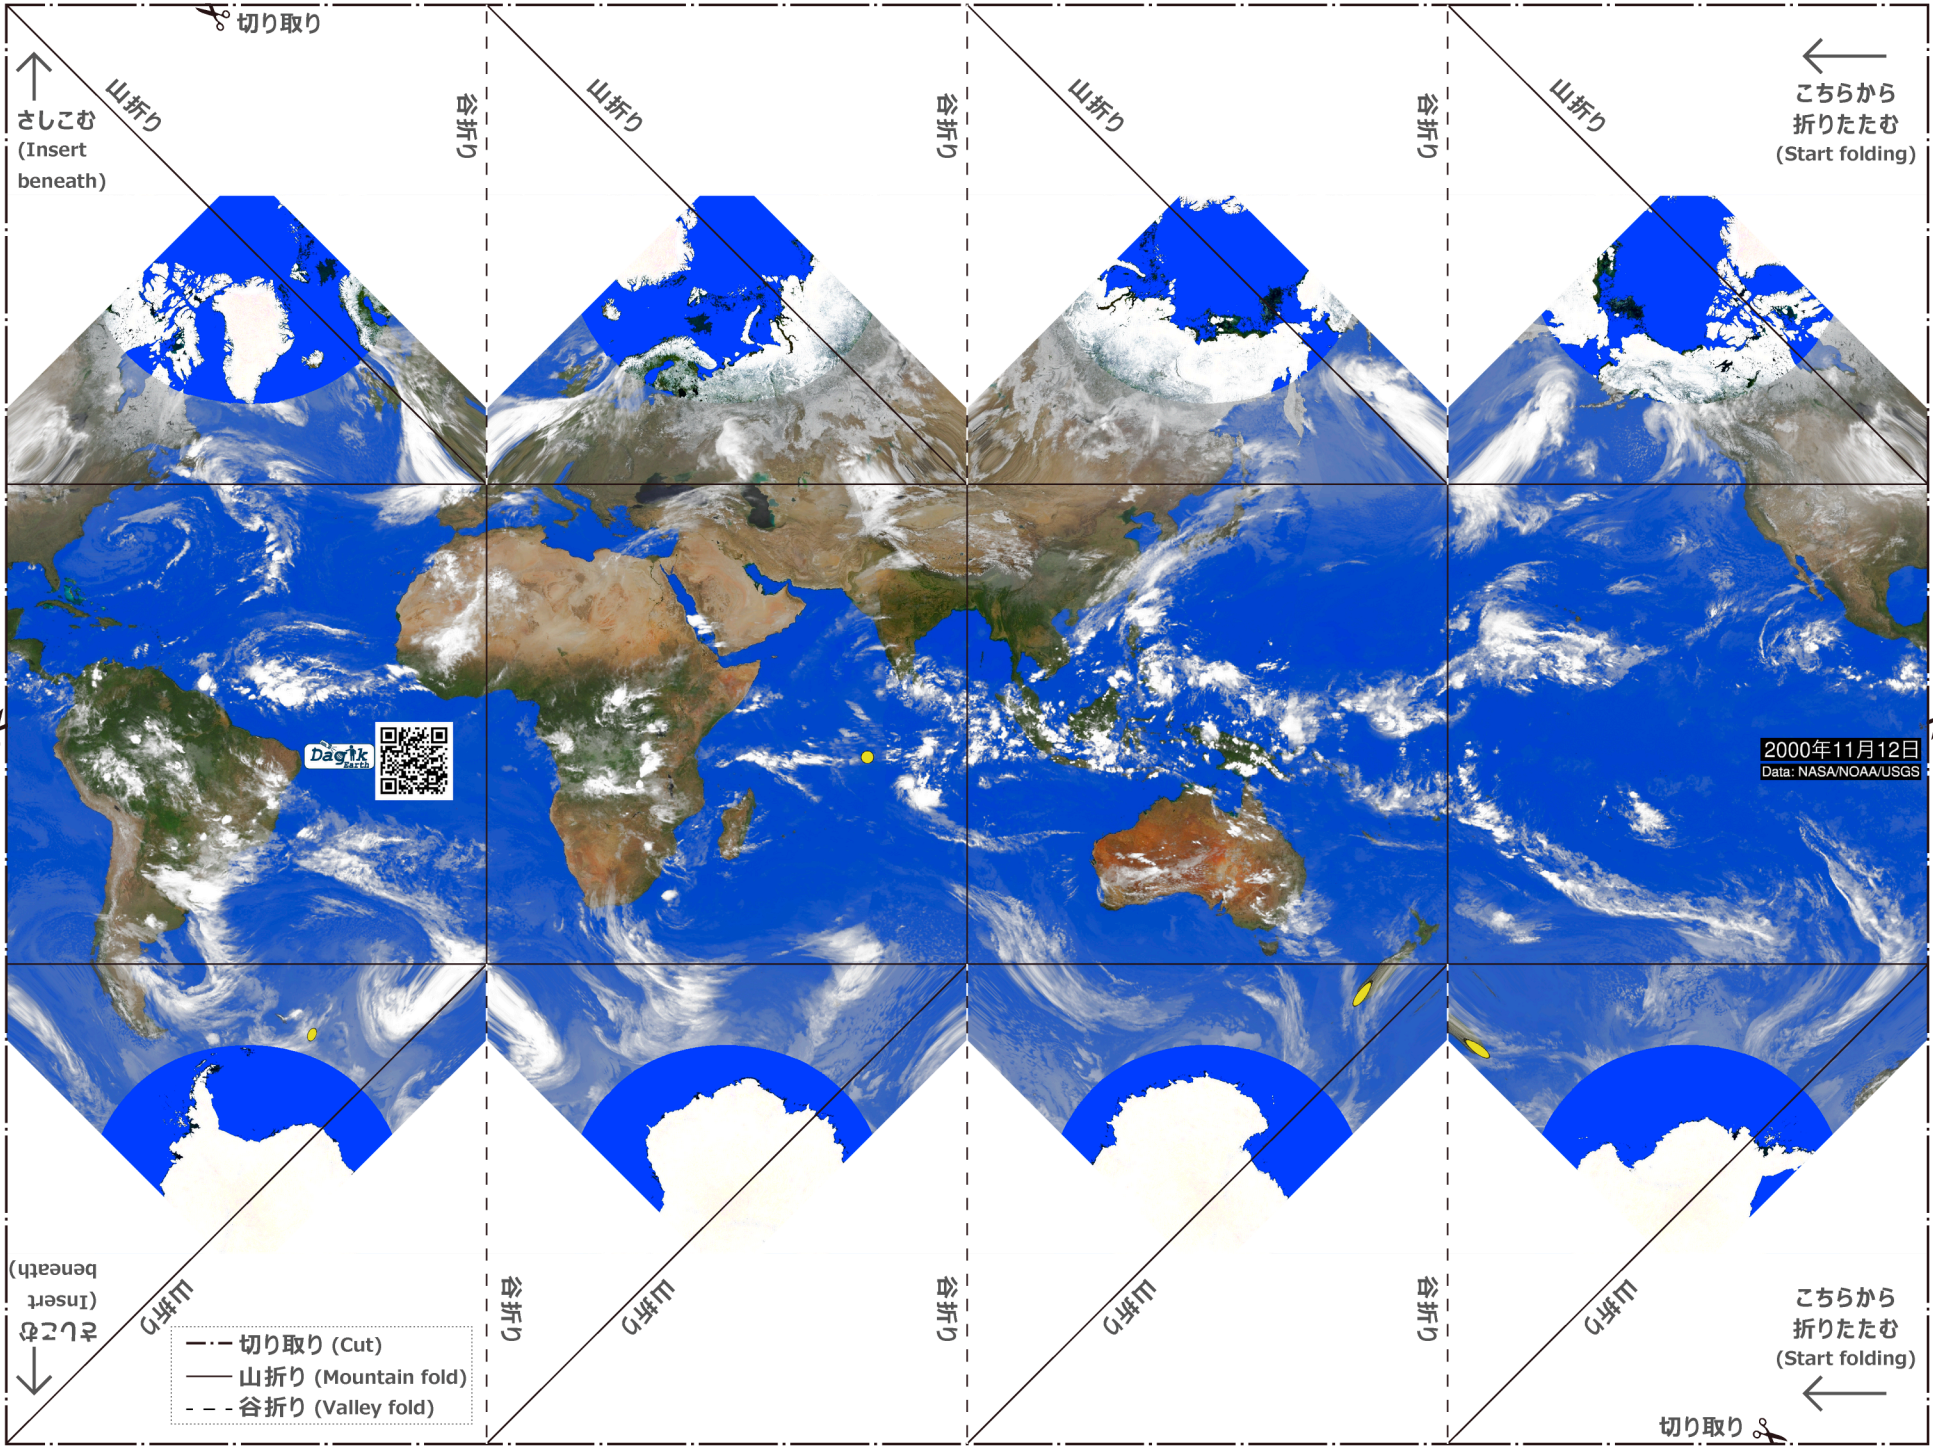 切り取り
山折り
谷折り
山折り
谷折り
山折り
谷折り
山折り
さしこむ
(Insert
beneath)
こちらから
折りたたむ
(Start folding)
Dagik
Earth
2000年11月12日
Data: NASA/NOAA/USGS
さしこむ
(Insert
beneath)
山折り
谷折り
山折り
谷折り
山折り
谷折り
山折り
こちらから
折りたたむ
(Start folding)
切り取り (Cut)
山折り (Mountain fold)
谷折り (Valley fold)
切り取り